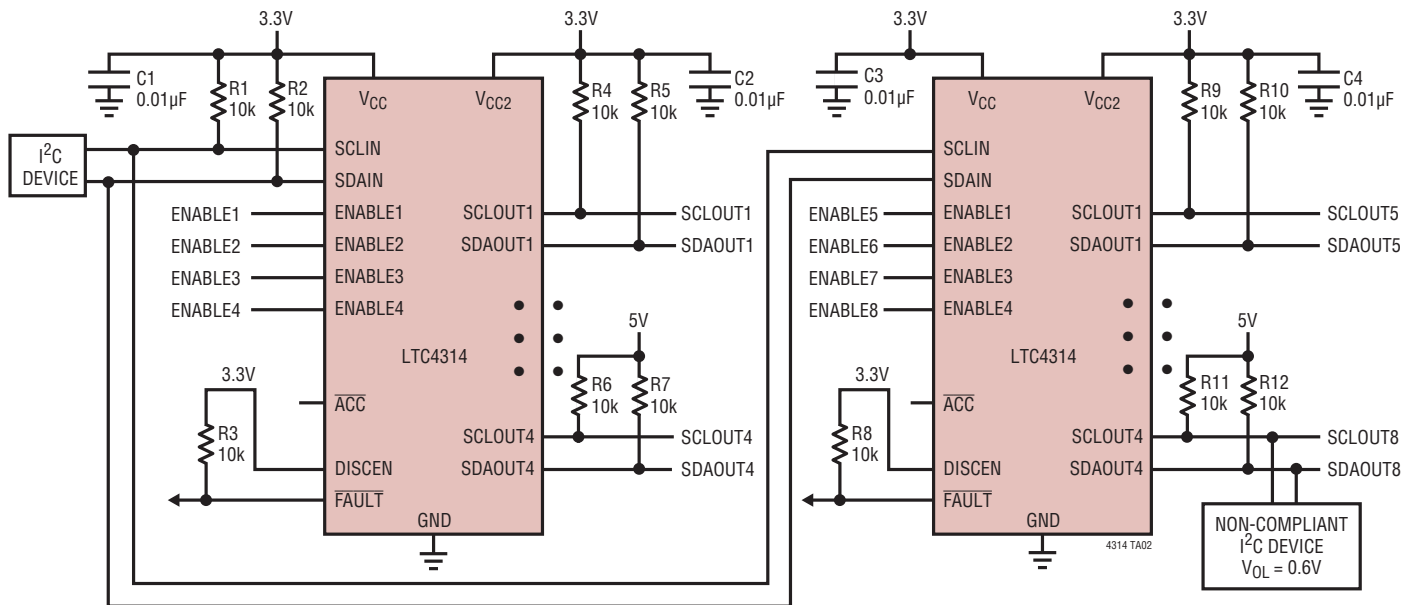 3.3V
3.3V
3.3V
3.3V
C1
0.01µF
R1
10k
R2
10k
VCC
VCC2
R4
10k
R5
10k
C2
0.01µF
C3
0.01µF
VCC
VCC2
R9
10k
R10
10k
C4
0.01µF
I2C
DEVICE
SCLIN
SDAIN
ENABLE1
ENABLE1
SCLOUT1
SCLOUT1
ENABLE2
ENABLE2
SDAOUT1
SDAOUT1
ENABLE3
ENABLE3
ENABLE4
ENABLE4
LTC4314
5V
R6
10k
R7
10k
3.3V
ACC
R3
10k
SCLOUT4
SCLOUT4
DISCEN
SDAOUT4
SDAOUT4
FAULT
GND
SCLIN
SDAIN
ENABLE5
ENABLE1
SCLOUT1
SCLOUT5
ENABLE6
ENABLE2
SDAOUT1
SDAOUT5
ENABLE7
ENABLE3
ENABLE8
ENABLE4
LTC4314
5V
R11
10k
R12
10k
3.3V
ACC
R8
10k
SCLOUT4
SCLOUT8
DISCEN
SDAOUT4
SDAOUT8
FAULT
GND
4314 TA02
NON-COMPLIANT
I2C DEVICE
VOL = 0.6V